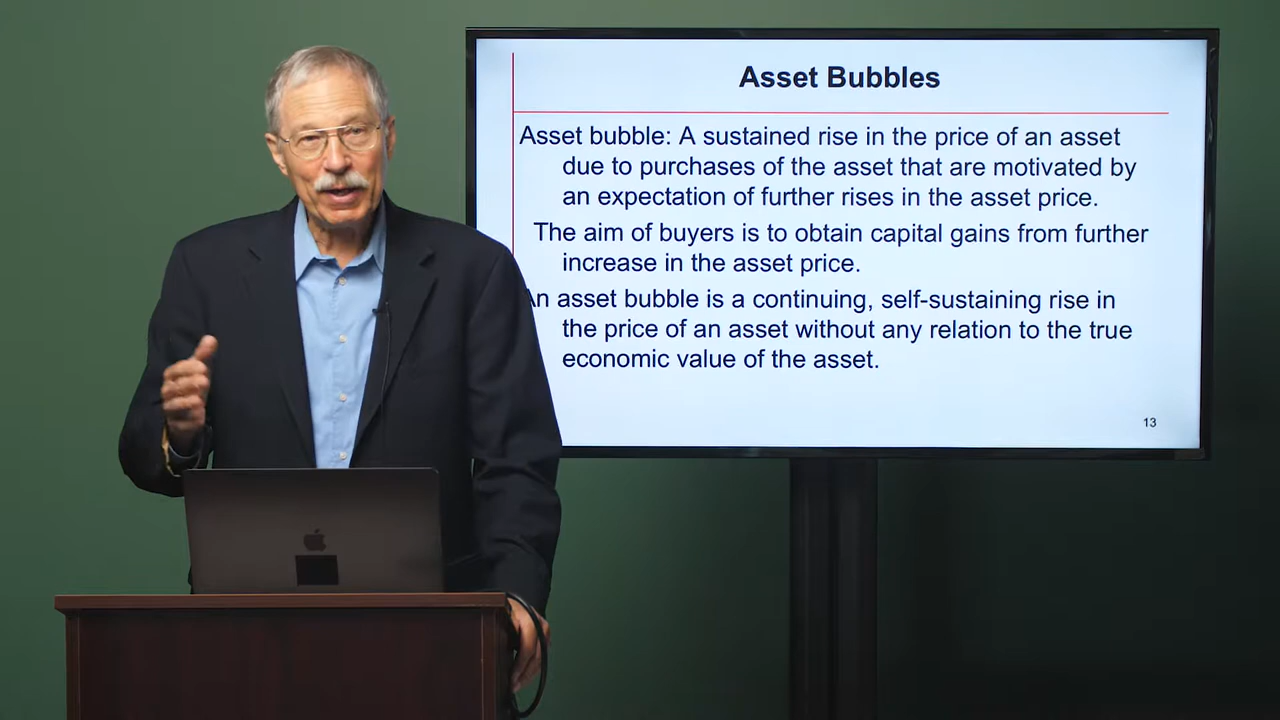 Asset Bubbles
Asset bubble: A sustained rise in the price of an asset
due to purchases of the asset that are motivated by
an expectation of further rises in the asset price.
The aim of buyers is to obtain capital gains from further
increase in the asset price.
An asset bubble is a continuing, self-sustaining rise in
the price of an asset without any relation to the true
economic value of the asset.
13